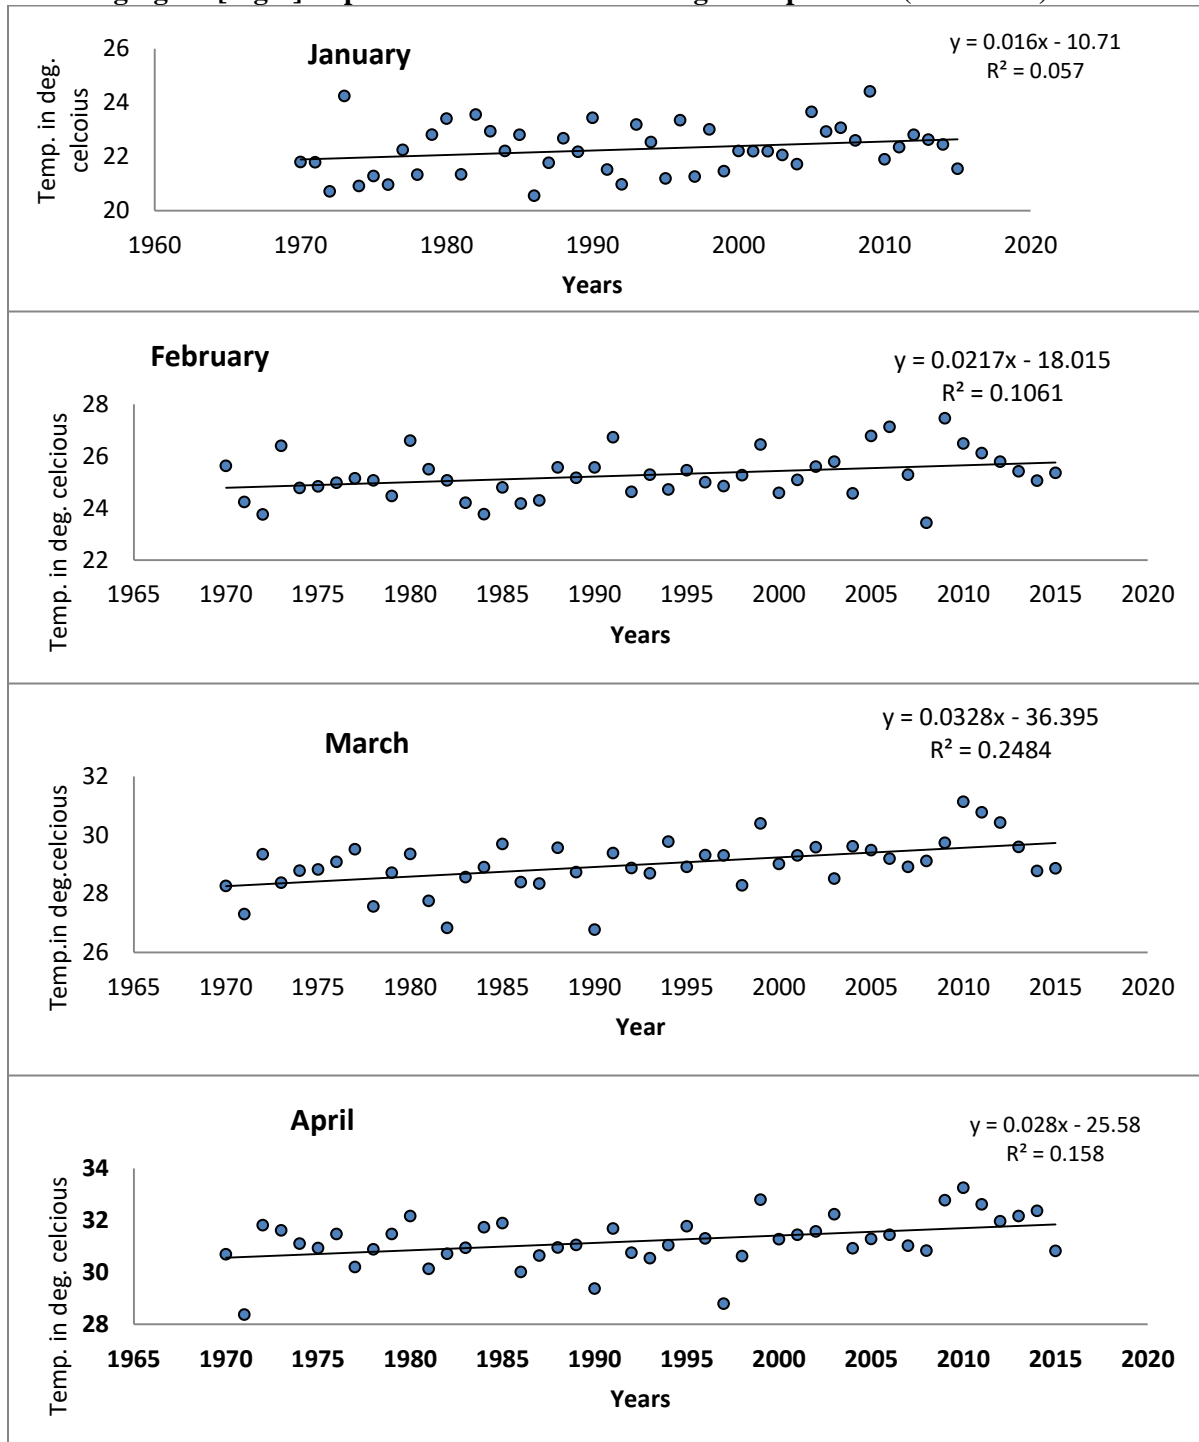 January
y = 0.016x - 10.71
R² = 0.057
Temp. in deg.
celcoius
26
24
22
20
1960 1970 1980 1990 2000 2010 2020
Years
February
y = 0.0217x - 18.015
R² = 0.1061
Temp. in deg. celcious
28
26
24
22
1965 1970 1975 1980 1985 1990 1995 2000 2005 2010 2015 2020
Years
March
y = 0.0328x - 36.395
R² = 0.2484
Temp.in deg.celcious
32
30
28
26
1965 1970 1975 1980 1985 1990 1995 2000 2005 2010 2015 2020
Year
April
y = 0.028x - 25.58
R² = 0.158
Temp. in deg. celcious
34
32
30
28
1965 1970 1975 1980 1985 1990 1995 2000 2005 2010 2015 2020
Years